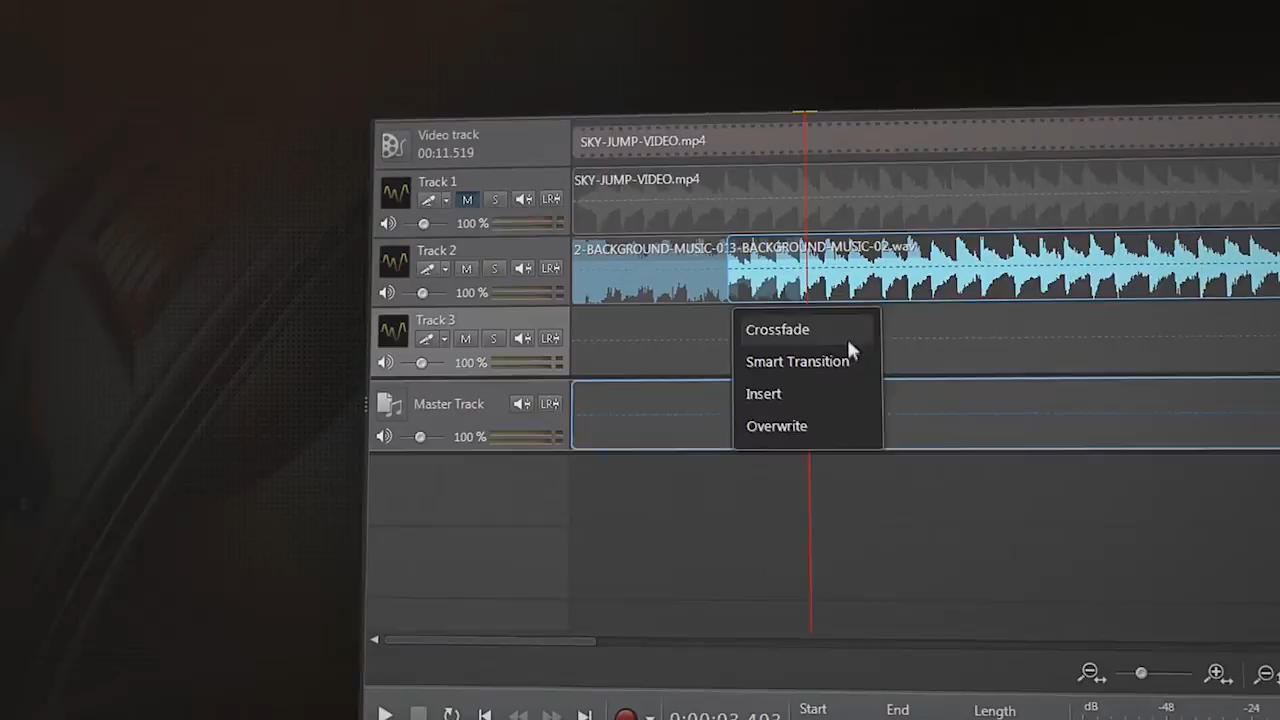 Video track
00:11.519
SKY-JUMP-VIDEO.mp4
Track 1
SKY-JUMP-VIDEO.mp4
M S LR
100 %
Track 2
2-BACKGROUND-MUSIC-0
3-BACKGROUND-MUSIC-02.wav
M S LR
100 %
Track 3
M S LR
100 %
Crossfade
Smart Transition
Insert
Overwrite
Master Track
LR
100 %
Start
End
Length
dB
-48
-24